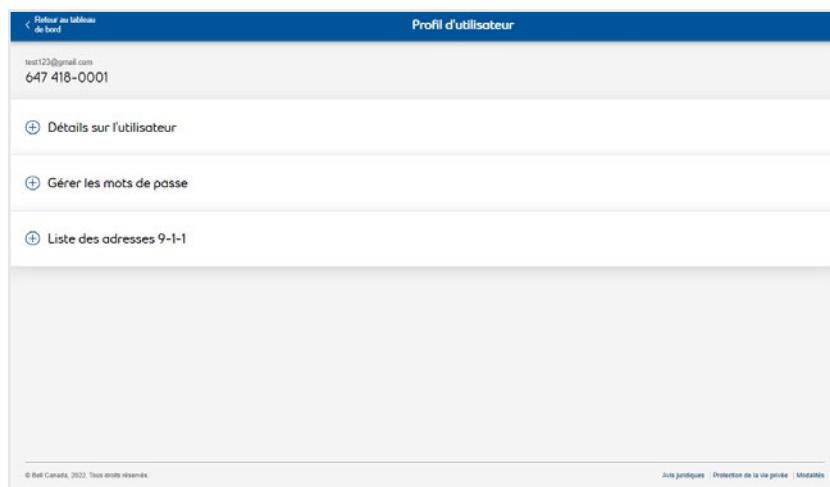 Retour au tableau
de bord
Profil d'utilisateur
test123@gmail.com
647 418-0001
Détails sur l'utilisateur
Gérer les mots de passe
Liste des adresses 9-1-1
© Bell Canada, 2022. Tous droits réservés.
Avis juridiques | Protection de la vie privée | Modalités